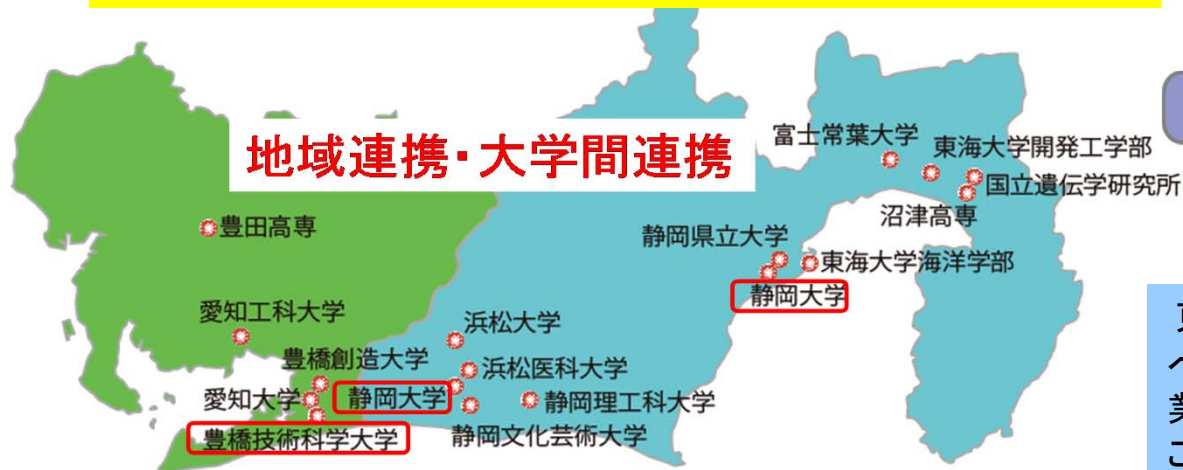 地域連携・大学間連携
富士常葉大学
東海大学開発工学部
国立遺伝学研究所
沼津高専
豊田高専
静岡県立大学
東海大学海洋学部
静岡大学
愛知工科大学
浜松大学
豊橋創造大学
浜松医科大学
愛知大学
静岡大学
静岡理工科大学
豊橋技術科学大学
静岡文化芸術大学
業